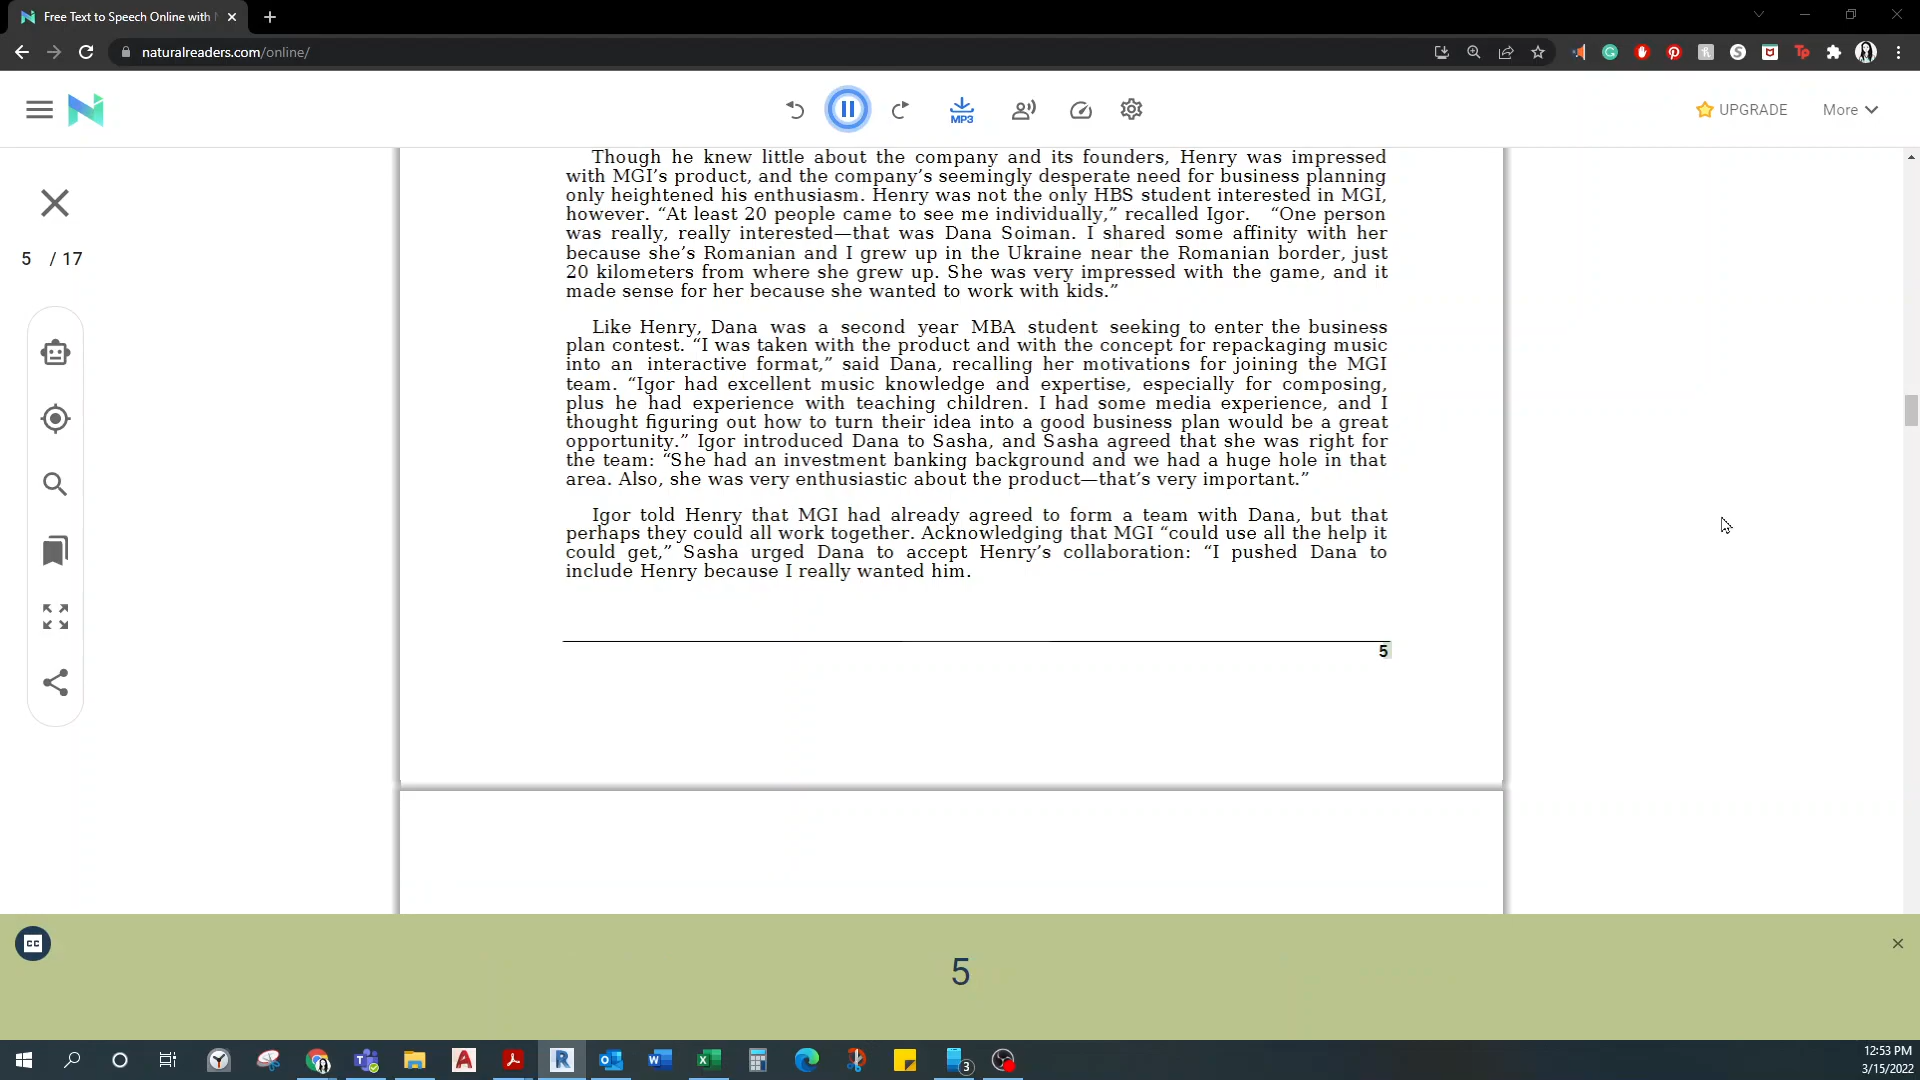 Free Text to Speech Online with
naturalreaders.com/online/
MP3
UPGRADE
More
5 / 17
Though he knew little about the company and its founders, Henry was impressed
with MGI’s product, and the company’s seemingly desperate need for business planning
only heightened his enthusiasm. Henry was not the only HBS student interested in MGI,
however. “At least 20 people came to see me individually,” recalled Igor. “One person
was really, really interested—that was Dana Soiman. I shared some affinity with her
because she’s Romanian and I grew up in the Ukraine near the Romanian border, just
20 kilometers from where she grew up. She was very impressed with the game, and it
made sense for her because she wanted to work with kids.”
Like Henry, Dana was a second year MBA student seeking to enter the business
plan contest. “I was taken with the product and with the concept for repackaging music
into an interactive format,” said Dana, recalling her motivations for joining the MGI
team. “Igor had excellent music knowledge and expertise, especially for composing,
plus he had experience with teaching children. I had some media experience, and I
thought figuring out how to turn their idea into a good business plan would be a great
opportunity.” Igor introduced Dana to Sasha, and Sasha agreed that she was right for
the team: “She had an investment banking background and we had a huge hole in that
area. Also, she was very enthusiastic about the product—that’s very important.”
Igor told Henry that MGI had already agreed to form a team with Dana, but that
perhaps they could all work together. Acknowledging that MGI “could use all the help it
could get,” Sasha urged Dana to accept Henry’s collaboration: “I pushed Dana to
include Henry because I really wanted him.
5
CC
5
3
12:53 PM
3/15/2022